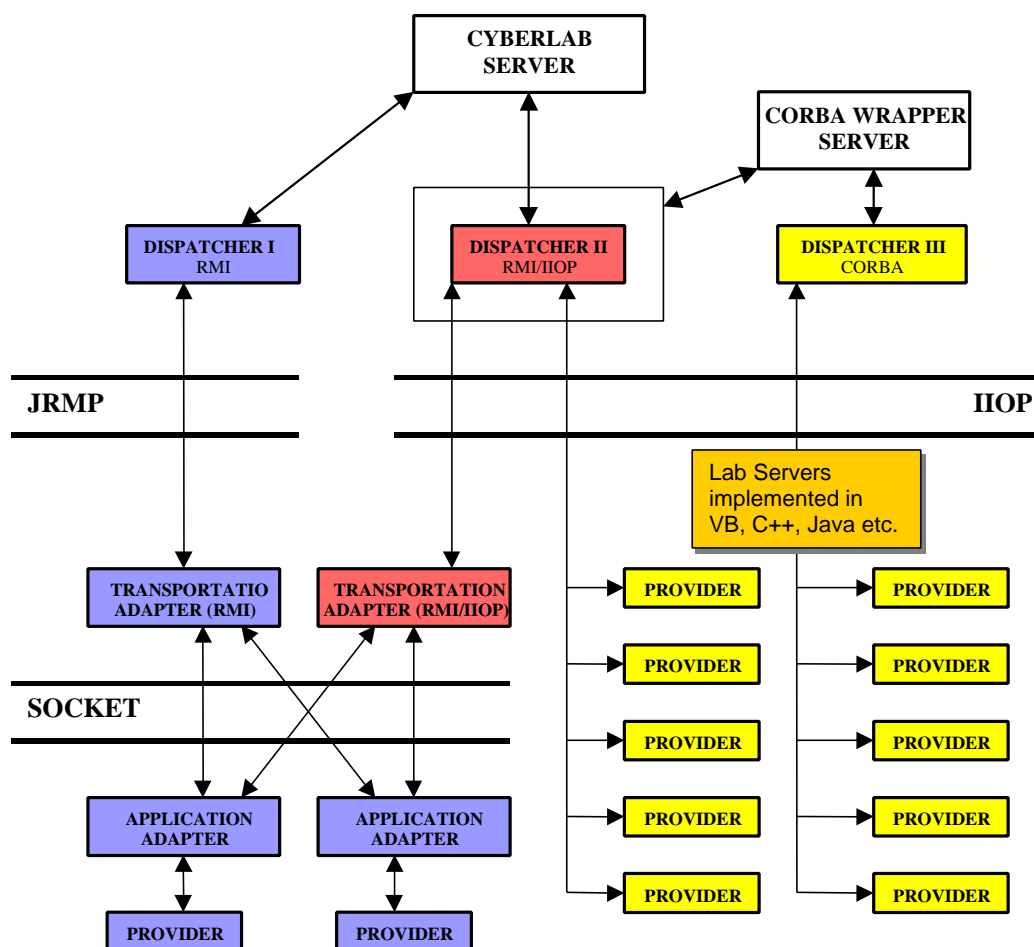 CYBERLAB
SERVER
CORBA WRAPPER
SERVER
DISPATCHER I
RMI
DISPATCHER II
RMI/IIOP
DISPATCHER III
CORBA
JRMP
IIOP
Lab Servers
implemented in
VB, C++, Java etc.
TRANSPORTATIO
ADAPTER (RMI)
TRANSPORTATION
ADAPTER (RMI/IIOP)
PROVIDER
PROVIDER
PROVIDER
PROVIDER
SOCKET
PROVIDER
PROVIDER
APPLICATION
ADAPTER
APPLICATION
ADAPTER
PROVIDER
PROVIDER
PROVIDER
PROVIDER
PROVIDER
PROVIDER